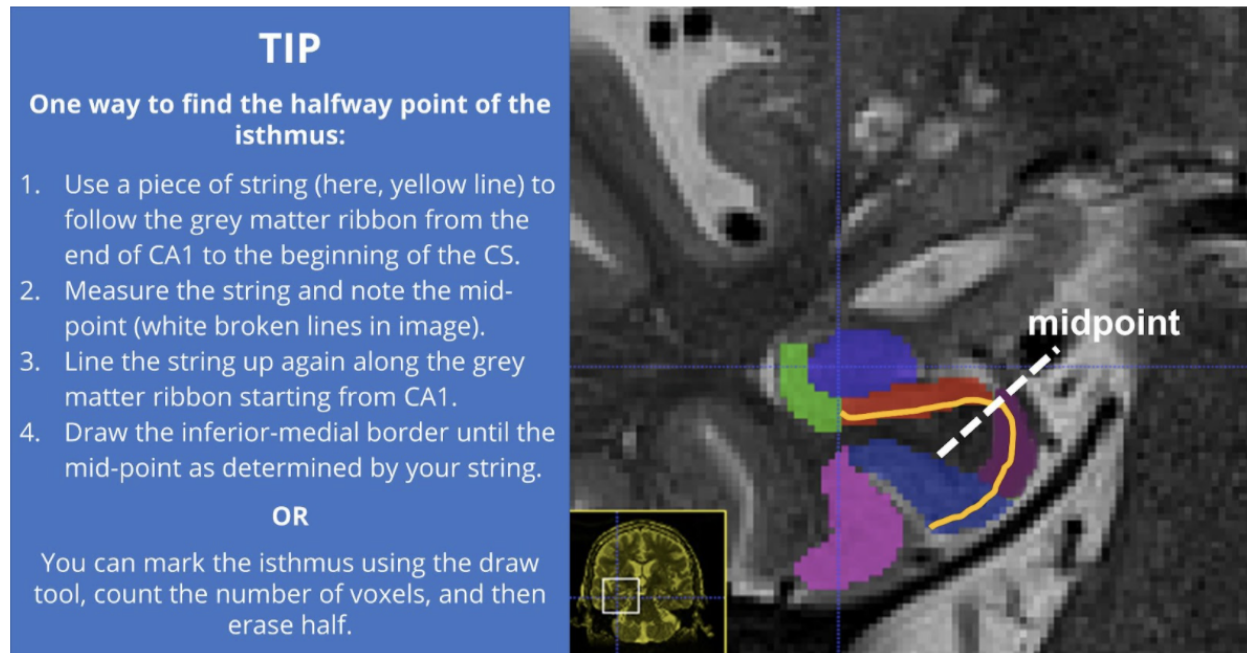 TIP
One way to find the halfway point of the
isthmus:
1. Use a piece of string (here, yellow line) to
follow the grey matter ribbon from the
end of CA1 to the beginning of the CS.
2. Measure the string and note the mid-
point (white broken lines in image).
3. Line the string up again along the grey
matter ribbon starting from CA1.
4. Draw the inferior-medial border until the
mid-point as determined by your string.
OR
You can mark the isthmus using the draw
tool, count the number of voxels, and then
erase half.
midpoint